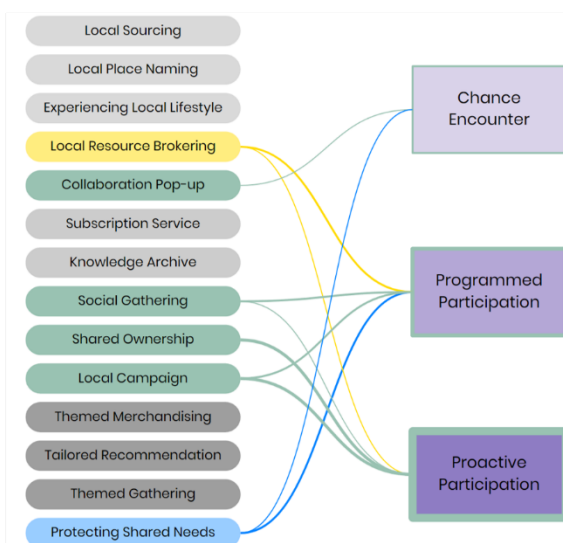 Local Sourcing
Local Place Naming
Experiencing Local Lifestyle
Local Resource Brokering
Collaboration Pop-up
Subscription Service
Knowledge Archive
Social Gathering
Shared Ownership
Local Campaign
Themed Merchandising
Tailored Recommendation
Themed Gathering
Protecting Shared Needs
Chance
Encounter
Programmed
Participation
Proactive
Participation